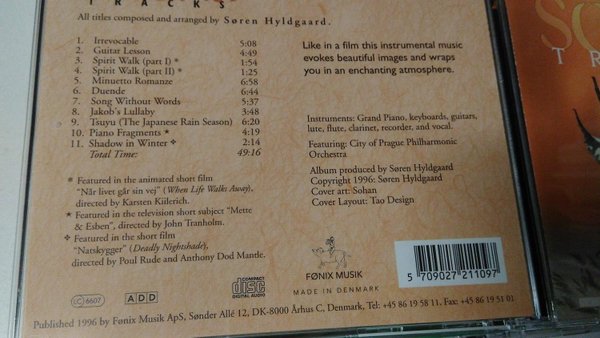 TRACKS
All titles composed and arranged by Søren Hyldgaard.
1. Irrevocable 5:08
2. Guitar Lesson 4:49
3. Spirit Walk (part I) * 1:54
4. Spirit Walk (part II) * 1:25
5. Minuetto Romanze 6:58
6. Duende 6:44
7. Song Without Words 5:37
8. Jakob's Lullaby 3:48
9. Tsuyu (The Japanese Rain Season) 6:20
10. Piano Fragments ★ 4:19
11. Shadow in Winter ✤ 2:14
Total Time: 49:16
* Featured in the animated short film
"Når livet går sin vej" (When Life Walks Away),
directed by Karsten Kiilerich.
★ Featured in the television short subject "Mette
& Esben", directed by John Tranholm.
✤ Featured in the short film
"Natskygger" (Deadly Nightshade),
directed by Poul Rude and Anthony Dod Mantle.
Like in a film this instrumental music
evokes beautiful images and wraps
you in an enchanting atmosphere.
Instruments: Grand Piano, keyboards, guitars,
lute, flute, clarinet, recorder, and vocal.
Featuring: City of Prague Philharmonic
Orchestra
Album produced by Søren Hyldgaard
Copyright 1996: Søren Hyldgaard
Cover art: Sohan
Cover Layout: Tao Design
FØNIX MUSIK
MADE IN DENMARK
5 709027 211097
LC 6607
ADD
COMPACT
disc
DIGITAL AUDIO
Published 1996 by Fønix Musik ApS, Sønder Allé 12, DK-8000 Århus C, Denmark, Tel: +45 86 19 58 11. Fax: +45 86 19 51 01